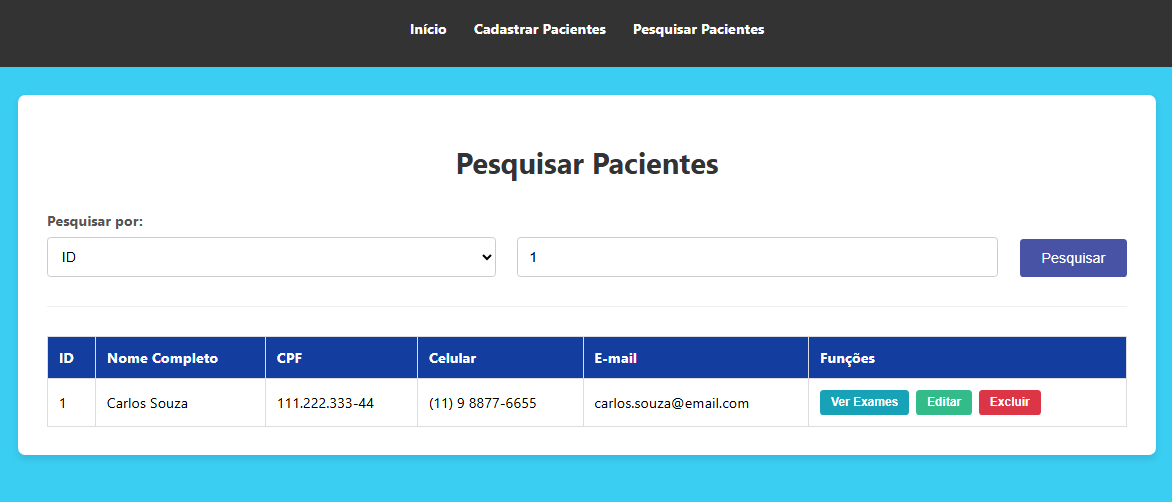 Início Cadastrar Pacientes Pesquisar Pacientes
Pesquisar Pacientes
Pesquisar por:
ID 1 Pesquisar
ID Nome Completo CPF Celular E-mail Funções
1 Carlos Souza 111.222.333-44 (11) 9 8877-6655 carlos.souza@email.com Ver Exames Editar Excluir